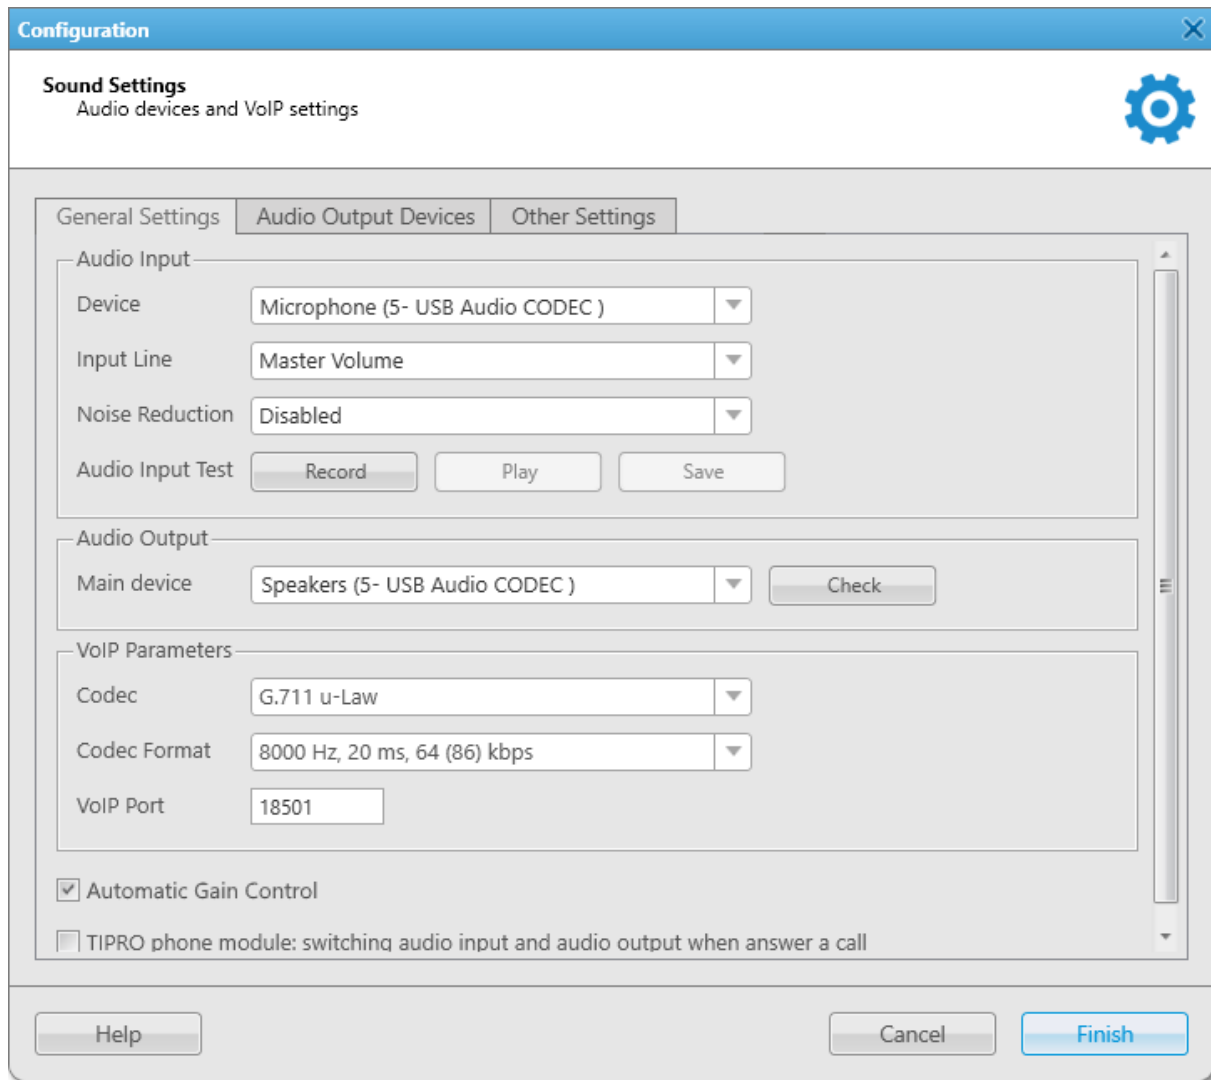 Configuration
Sound Settings
Audio devices and VoIP settings
General Settings
Audio Output Devices
Other Settings
Audio Input
Device
Microphone (5- USB Audio CODEC )
Input Line
Master Volume
Noise Reduction
Disabled
Audio Input Test
Record
Play
Save
Audio Output
Main device
Speakers (5- USB Audio CODEC )
Check
VoIP Parameters
Codec
G.711 u-Law
Codec Format
8000 Hz, 20 ms, 64 (86) kbps
VoIP Port
18501
Automatic Gain Control
TIPRO phone module: switching audio input and audio output when answer a call
Help
Cancel
Finish